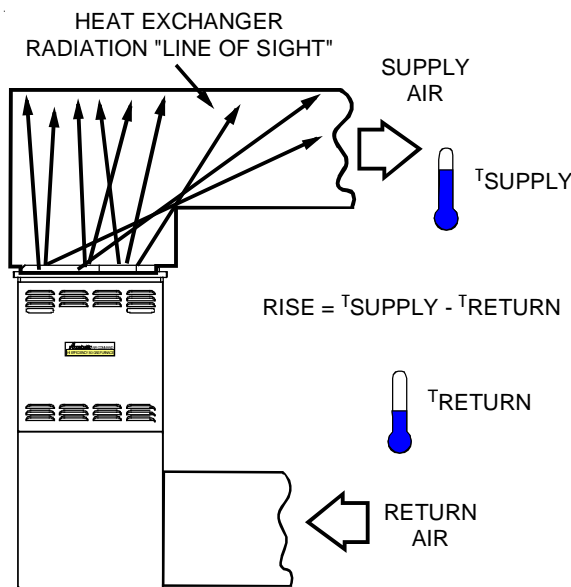 HEAT EXCHANGER
RADIATION "LINE OF SIGHT"
SUPPLY
AIR
TSUPPLY
RISE = TSUPPLY - TRETURN
TRETURN
RETURN
AIR